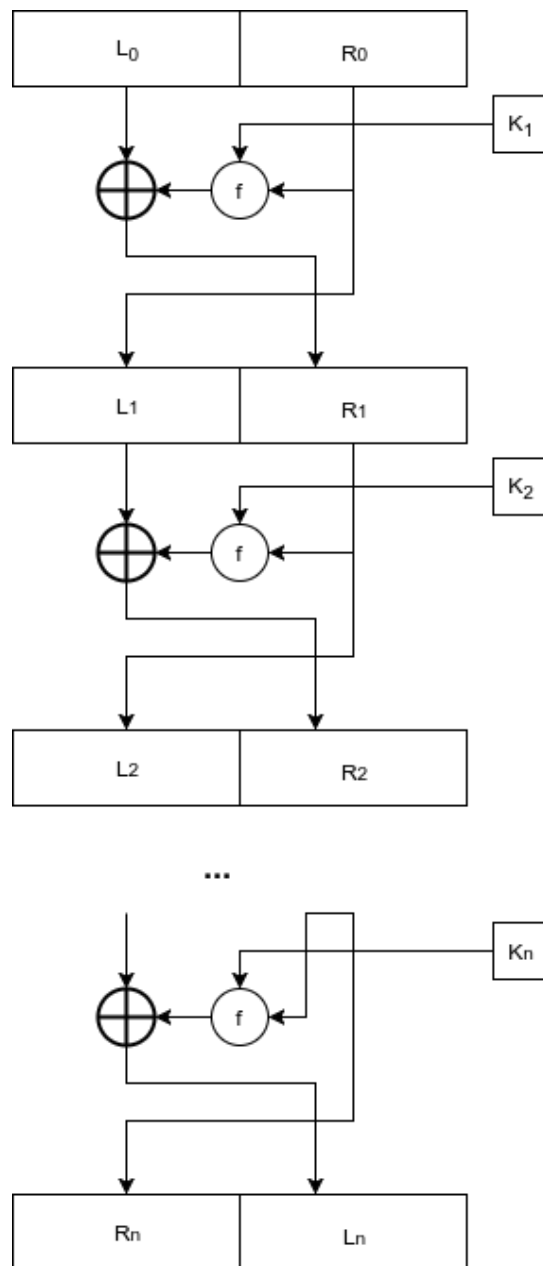 L₀ R₀
K₁
f
L₁ R₁
K₂
f
L₂ R₂
...
Kn
f
Rn Ln